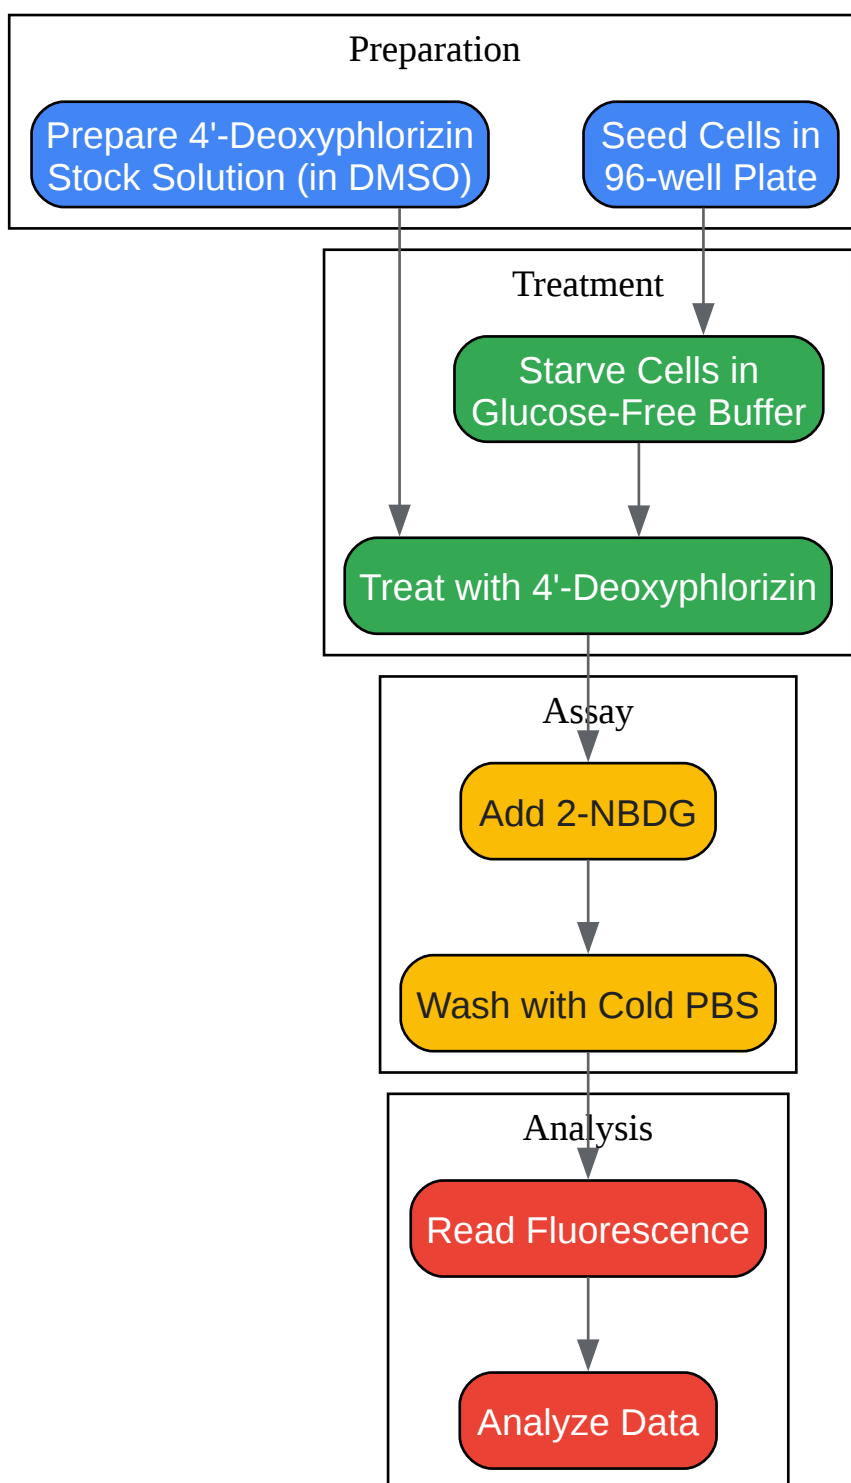 Preparation
Prepare 4'-Deoxyphlorizin
Stock Solution (in DMSO)
Seed Cells in
96-well Plate
Treatment
Starve Cells in
Glucose-Free Buffer
Treat with 4'-Deoxyphlorizin
Assay
Add 2-NBDG
Wash with Cold PBS
Analysis
Read Fluorescence
Analyze Data